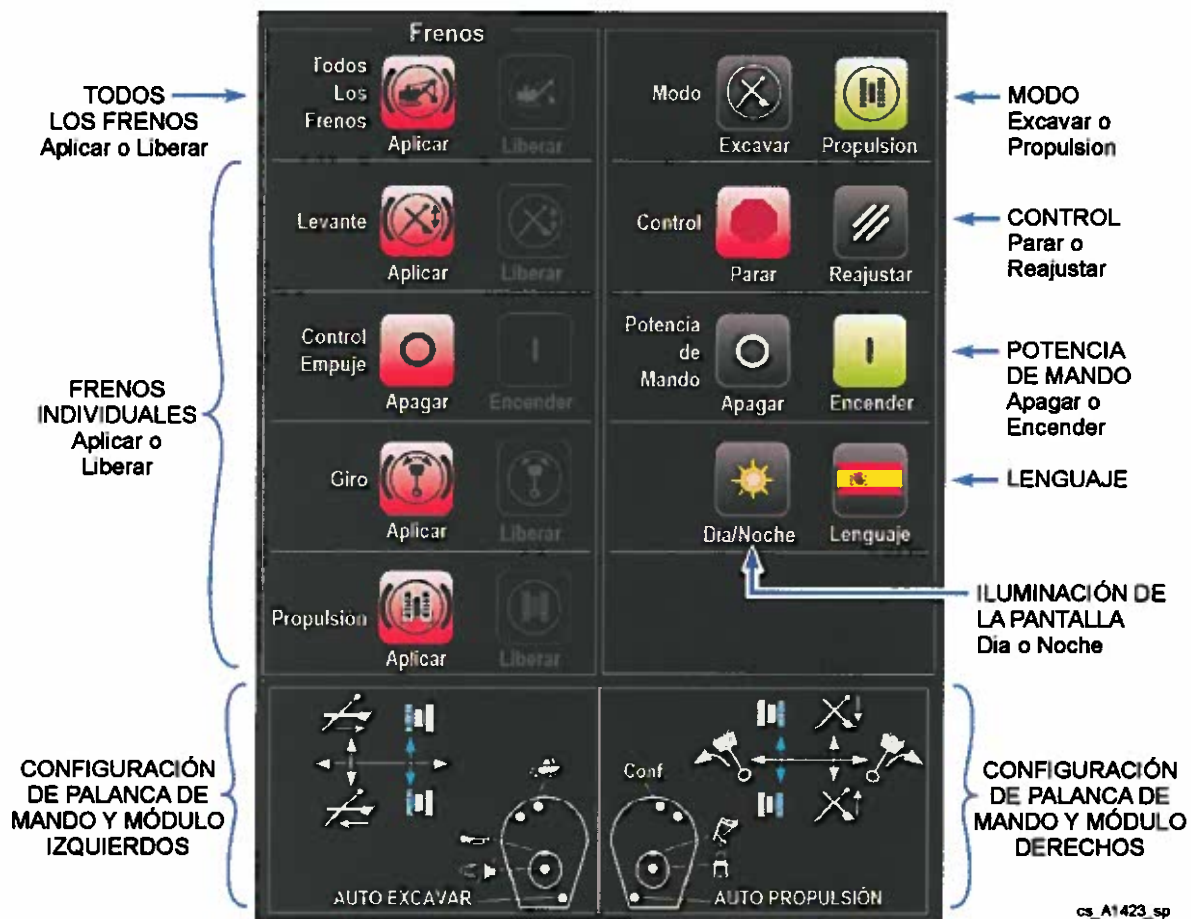 Frenos
Todos
Los
Frenos
Aplicar
Liberar
Levante
Aplicar
Liberar
Control
Empuje
Apagar
Encender
Giro
Aplicar
Liberar
Propulsión
Aplicar
Liberar
Modo
Excavar
Propulsion
Control
Parar
Reajustar
Potencia
de
Mando
Apagar
Encender
Dia/Noche
Lenguaje
AUTO EXCAVAR
Conf
AUTO PROPULSIÓN
TODOS
LOS FRENOS
Aplicar o Liberar
FRENOS
INDIVIDUALES
Aplicar o
Liberar
CONFIGURACIÓN
DE PALANCA DE
MANDO Y MÓDULO
IZQUIERDOS
MODO
Excavar o
Propulsion
CONTROL
Parar o
Reajustar
POTENCIA
DE MANDO
Apagar o
Encender
LENGUAJE
ILUMINACIÓN DE
LA PANTALLA
Dia o Noche
CONFIGURACIÓN
DE PALANCA DE
MANDO Y MÓDULO
DERECHOS
cs_A1423_sp